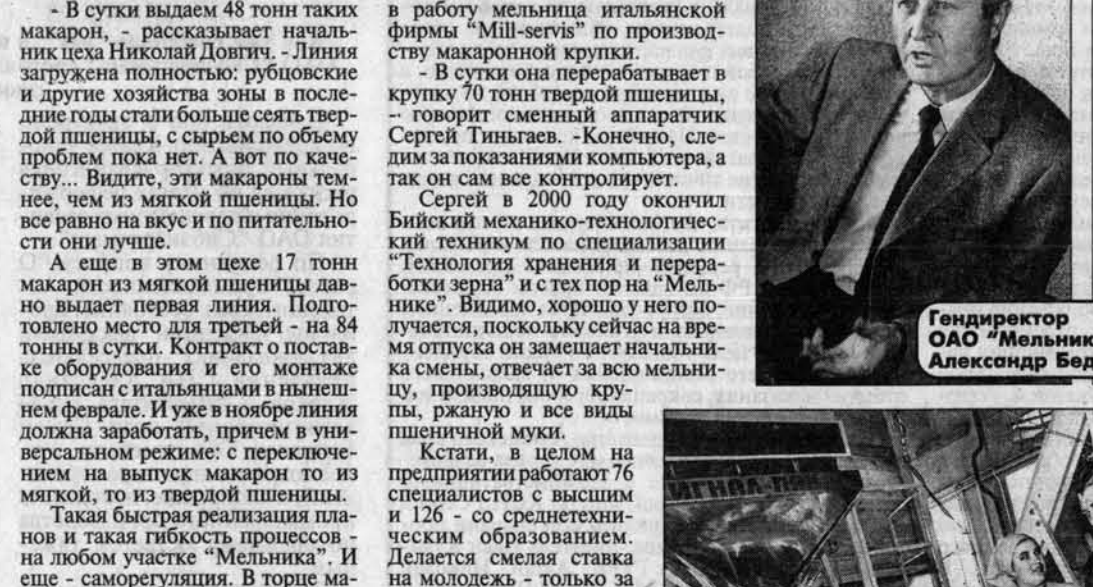 - В сутки выдаем 48 тонн таких
макарон, - рассказывает началь-
ник цеха Николай Довгич. - Линия
загружена полностью: рубцовские
и другие хозяйства зоны в после-
дние годы стали больше сеять твер-
дой пшеницы, с сырьем по объему
проблем пока нет. А вот по каче-
ству... Видите, эти макароны тем-
нее, чем из мягкой пшеницы. Но
все равно на вкус и по питательно-
сти они лучше.
А еще в этом цехе 17 тонн
макарон из мягкой пшеницы дав-
но выдает первая линия. Подго-
товлено место для третьей - на 84
тонны в сутки. Контракт о постав-
ке оборудования и его монтаже
подписан с итальянцами в нынеш-
нем феврале. И уже в ноябре линия
должна заработать, причем в уни-
версальном режиме: с переключе-
нием на выпуск макарон то из
мягкой, то из твердой пшеницы.
Такая быстрая реализация пла-
нов и такая гибкость процессов -
на любом участке "Мельника". И
еще - саморегуляция. В торце ма-
в работу мельница итальянской
фирмы "Mill-servis" по производ-
ству макаронной крупки.
- В сутки она перерабатывает в
крупку 70 тонн твердой пшеницы,
- говорит сменный аппаратчик
Сергей Тиньгаев. -Конечно, сле-
дим за показаниями компьютера, а
так он сам все контролирует.
Сергей в 2000 году окончил
Бийский механико-технологичес-
кий техникум по специализации
"Технология хранения и перера-
ботки зерна" и с тех пор на "Мель-
нике". Видимо, хорошо у него по-
лучается, поскольку сейчас на вре-
мя отпуска он замещает начальни-
ка смены, отвечает за всю мельни-
цу, производящую кру-
пы, ржаную и все виды
пшеничной муки.
Кстати, в целом на
предприятии работают 76
специалистов с высшим
и 126 - со среднетехни-
ческим образованием.
Делается смелая ставка
на молодежь - только за
Гендиректор
ОАО "Мельник
Александр Бед